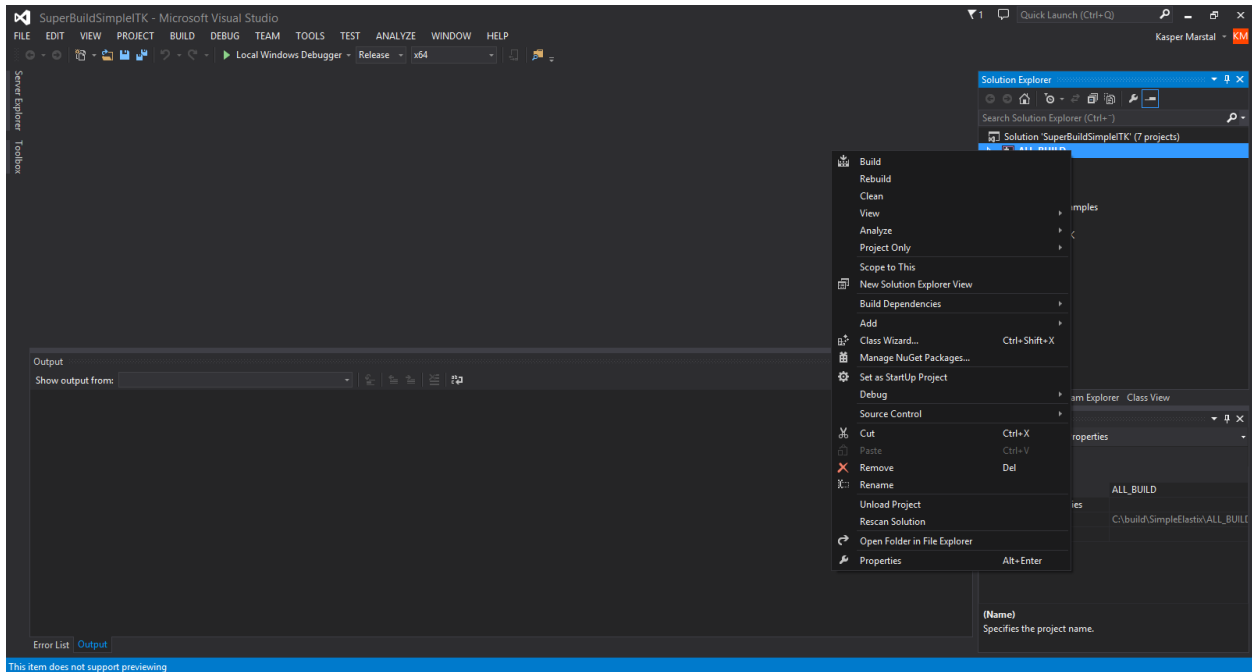 SuperBuildSimpleITK - Microsoft Visual Studio
1
Quick Launch (Ctrl+Q)
FILE EDIT VIEW PROJECT BUILD DEBUG TEAM TOOLS TEST ANALYZE WINDOW HELP
Kasper Marstal KM
Local Windows Debugger Release x64
Server Explorer
Toolbox
Solution Explorer
Search Solution Explorer (Ctrl+¨)
Solution 'SuperBuildSimpleITK' (7 projects)
ALL_BUILD
Build
Rebuild
Clean
View
Analyze
Project Only
Scope to This
New Solution Explorer View
Build Dependencies
Add
Class Wizard... Ctrl+Shift+X
Manage NuGet Packages...
Set as StartUp Project
Debug
Source Control
Cut Ctrl+X
Paste Ctrl+V
Remove Del
Rename
Unload Project
Rescan Solution
Open Folder in File Explorer
Properties Alt+Enter
mples
K
am Explorer Class View
roperties
ALL_BUILD
ies
C:\build\SimpleElastix\ALL_BUILD
(Name)
Specifies the project name.
Output
Show output from:
Error List Output
This item does not support previewing